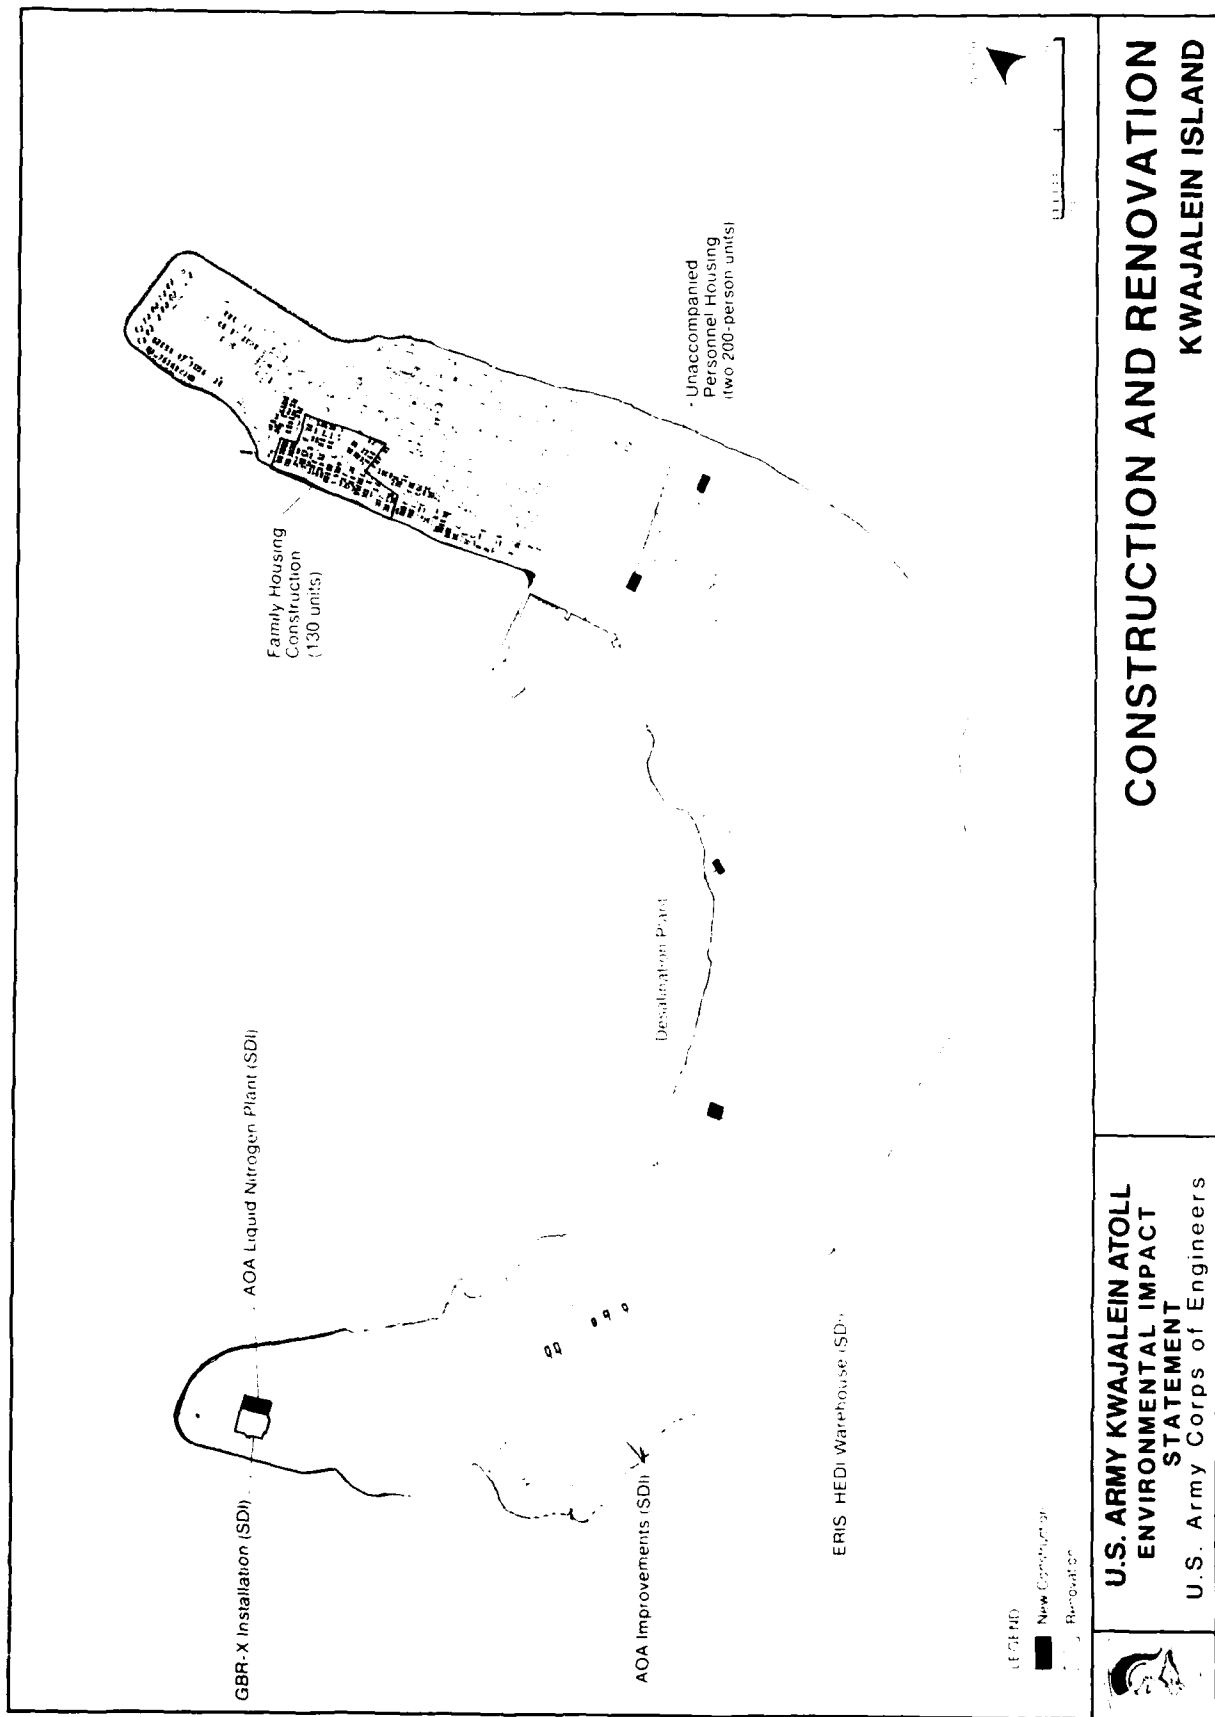 GBR-X Installation (SDI)
AOA Liquid Nitrogen Plant (SDI)
Family Housing
Construction
(130 units)
AOA Improvements (SDI)
Desalination Plant
Unaccompanied
Personnel Housing
(two 200-person units)
ERIS HEDI Warehouse (SDI)
LEGEND
New Construction
Renovation
U.S. ARMY KWAJALEIN ATOLL
ENVIRONMENTAL IMPACT
STATEMENT
U.S. Army Corps of Engineers
CONSTRUCTION AND RENOVATION
KWAJALEIN ISLAND